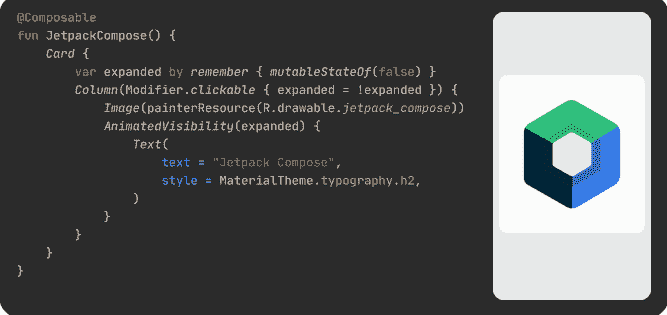 @Composable
fun JetpackCompose() {
    Card {
        var expanded by remember { mutableStateOf(false) }
        Column(Modifier.clickable { expanded = !expanded }) {
            Image(painterResource(R.drawable.jetpack_compose))
            AnimatedVisibility(expanded) {
                Text(
                    text = "Jetpack Compose",
                    style = MaterialTheme.typography.h2,
                )
            }
        }
    }
}